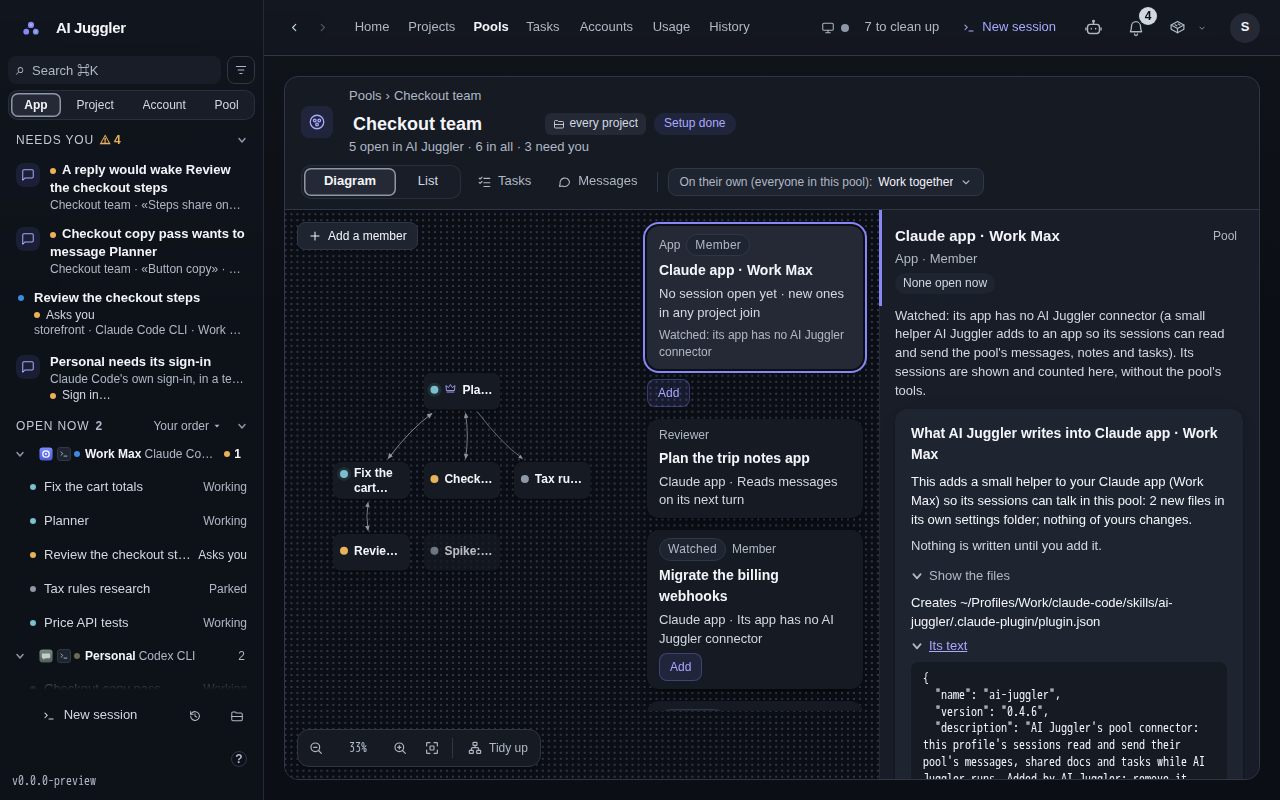 AI Juggler
Search ⌘K
App Project Account Pool
NEEDS YOU 4
A reply would wake Review the checkout steps
Checkout team · «Steps share on…
Checkout copy pass wants to message Planner
Checkout team · «Button copy» · …
Review the checkout steps
Asks you
storefront · Claude Code CLI · Work …
Personal needs its sign-in
Claude Code's own sign-in, in a te…
Sign in…
OPEN NOW 2 Your order
Work Max Claude Co… 1
Fix the cart totals Working
Planner Working
Review the checkout st… Asks you
Tax rules research Parked
Price API tests Working
Personal Codex CLI 2
New session
?
v0.0.0-preview
Home Projects Pools Tasks Accounts Usage History
7 to clean up
New session
4
S
Pools › Checkout team
Checkout team
every project
Setup done
5 open in AI Juggler · 6 in all · 3 need you
Diagram List Tasks Messages
On their own (everyone in this pool): Work together
Add a member
Pla…
Fix the cart…
Check…
Tax ru…
Revie…
Spike:…
33%
Tidy up
App Member
Claude app · Work Max
No session open yet · new ones
in any project join
Watched: its app has no AI Juggler
connector
Add
Reviewer
Plan the trip notes app
Claude app · Reads messages
on its next turn
Watched Member
Migrate the billing
webhooks
Claude app · Its app has no AI
Juggler connector
Add
Claude app · Work Max Pool
App · Member
None open now
Watched: its app has no AI Juggler connector (a small
helper AI Juggler adds to an app so its sessions can read
and send the pool's messages, notes and tasks). Its
sessions are shown and counted here, without the pool's
tools.
What AI Juggler writes into Claude app · Work
Max
This adds a small helper to your Claude app (Work
Max) so its sessions can talk in this pool: 2 new files in
its own settings folder; nothing of yours changes.
Nothing is written until you add it.
Show the files
Creates ~/Profiles/Work/claude-code/skills/ai-
juggler/.claude-plugin/plugin.json
Its text
{
"name": "ai-juggler",
"version": "0.4.6",
"description": "AI Juggler's pool connector:
this profile's sessions read and send their
pool's messages, shared docs and tasks while AI
Juggler runs. Added by AI Juggler; remove it